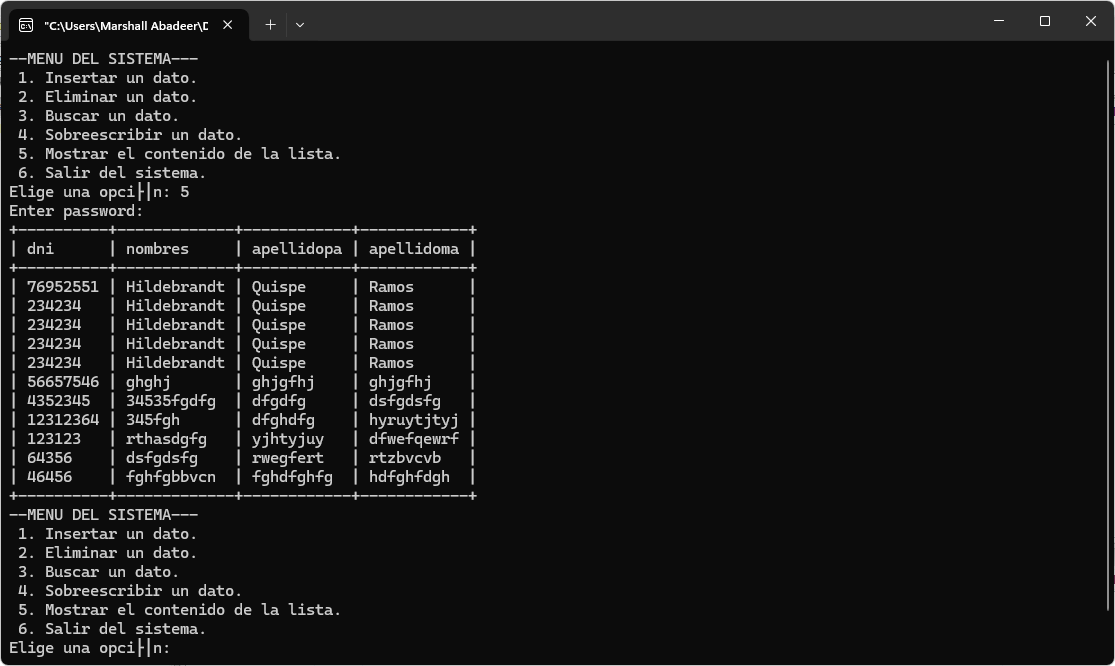 "C:\Users\Marshall Abadeer\D
--MENU DEL SISTEMA---
 1. Insertar un dato.
 2. Eliminar un dato.
 3. Buscar un dato.
 4. Sobreescribir un dato.
 5. Mostrar el contenido de la lista.
 6. Salir del sistema.
Elige una opci├│n: 5
Enter password:
+----------+-------------+------------+------------+
| dni      | nombres     | apellidopa | apellidoma |
+----------+-------------+------------+------------+
| 76952551 | Hildebrandt | Quispe     | Ramos      |
| 234234   | Hildebrandt | Quispe     | Ramos      |
| 234234   | Hildebrandt | Quispe     | Ramos      |
| 234234   | Hildebrandt | Quispe     | Ramos      |
| 234234   | Hildebrandt | Quispe     | Ramos      |
| 56657546 | ghghj       | ghjgfhj    | ghjgfhj    |
| 4352345  | 34535fgdfg  | dfgdfg     | dsfgdsfg   |
| 12312364 | 345fgh      | dfghdfg    | hyruytjtyj |
| 123123   | rthasdgfg   | yjhtyjuy   | dfwefqewrf |
| 64356    | dsfgdsfg    | rwegfert   | rtzbvcvb   |
| 46456    | fghfgbbvcn  | fghdfghfg  | hdfghfdgh  |
+----------+-------------+------------+------------+
--MENU DEL SISTEMA---
 1. Insertar un dato.
 2. Eliminar un dato.
 3. Buscar un dato.
 4. Sobreescribir un dato.
 5. Mostrar el contenido de la lista.
 6. Salir del sistema.
Elige una opci├│n: